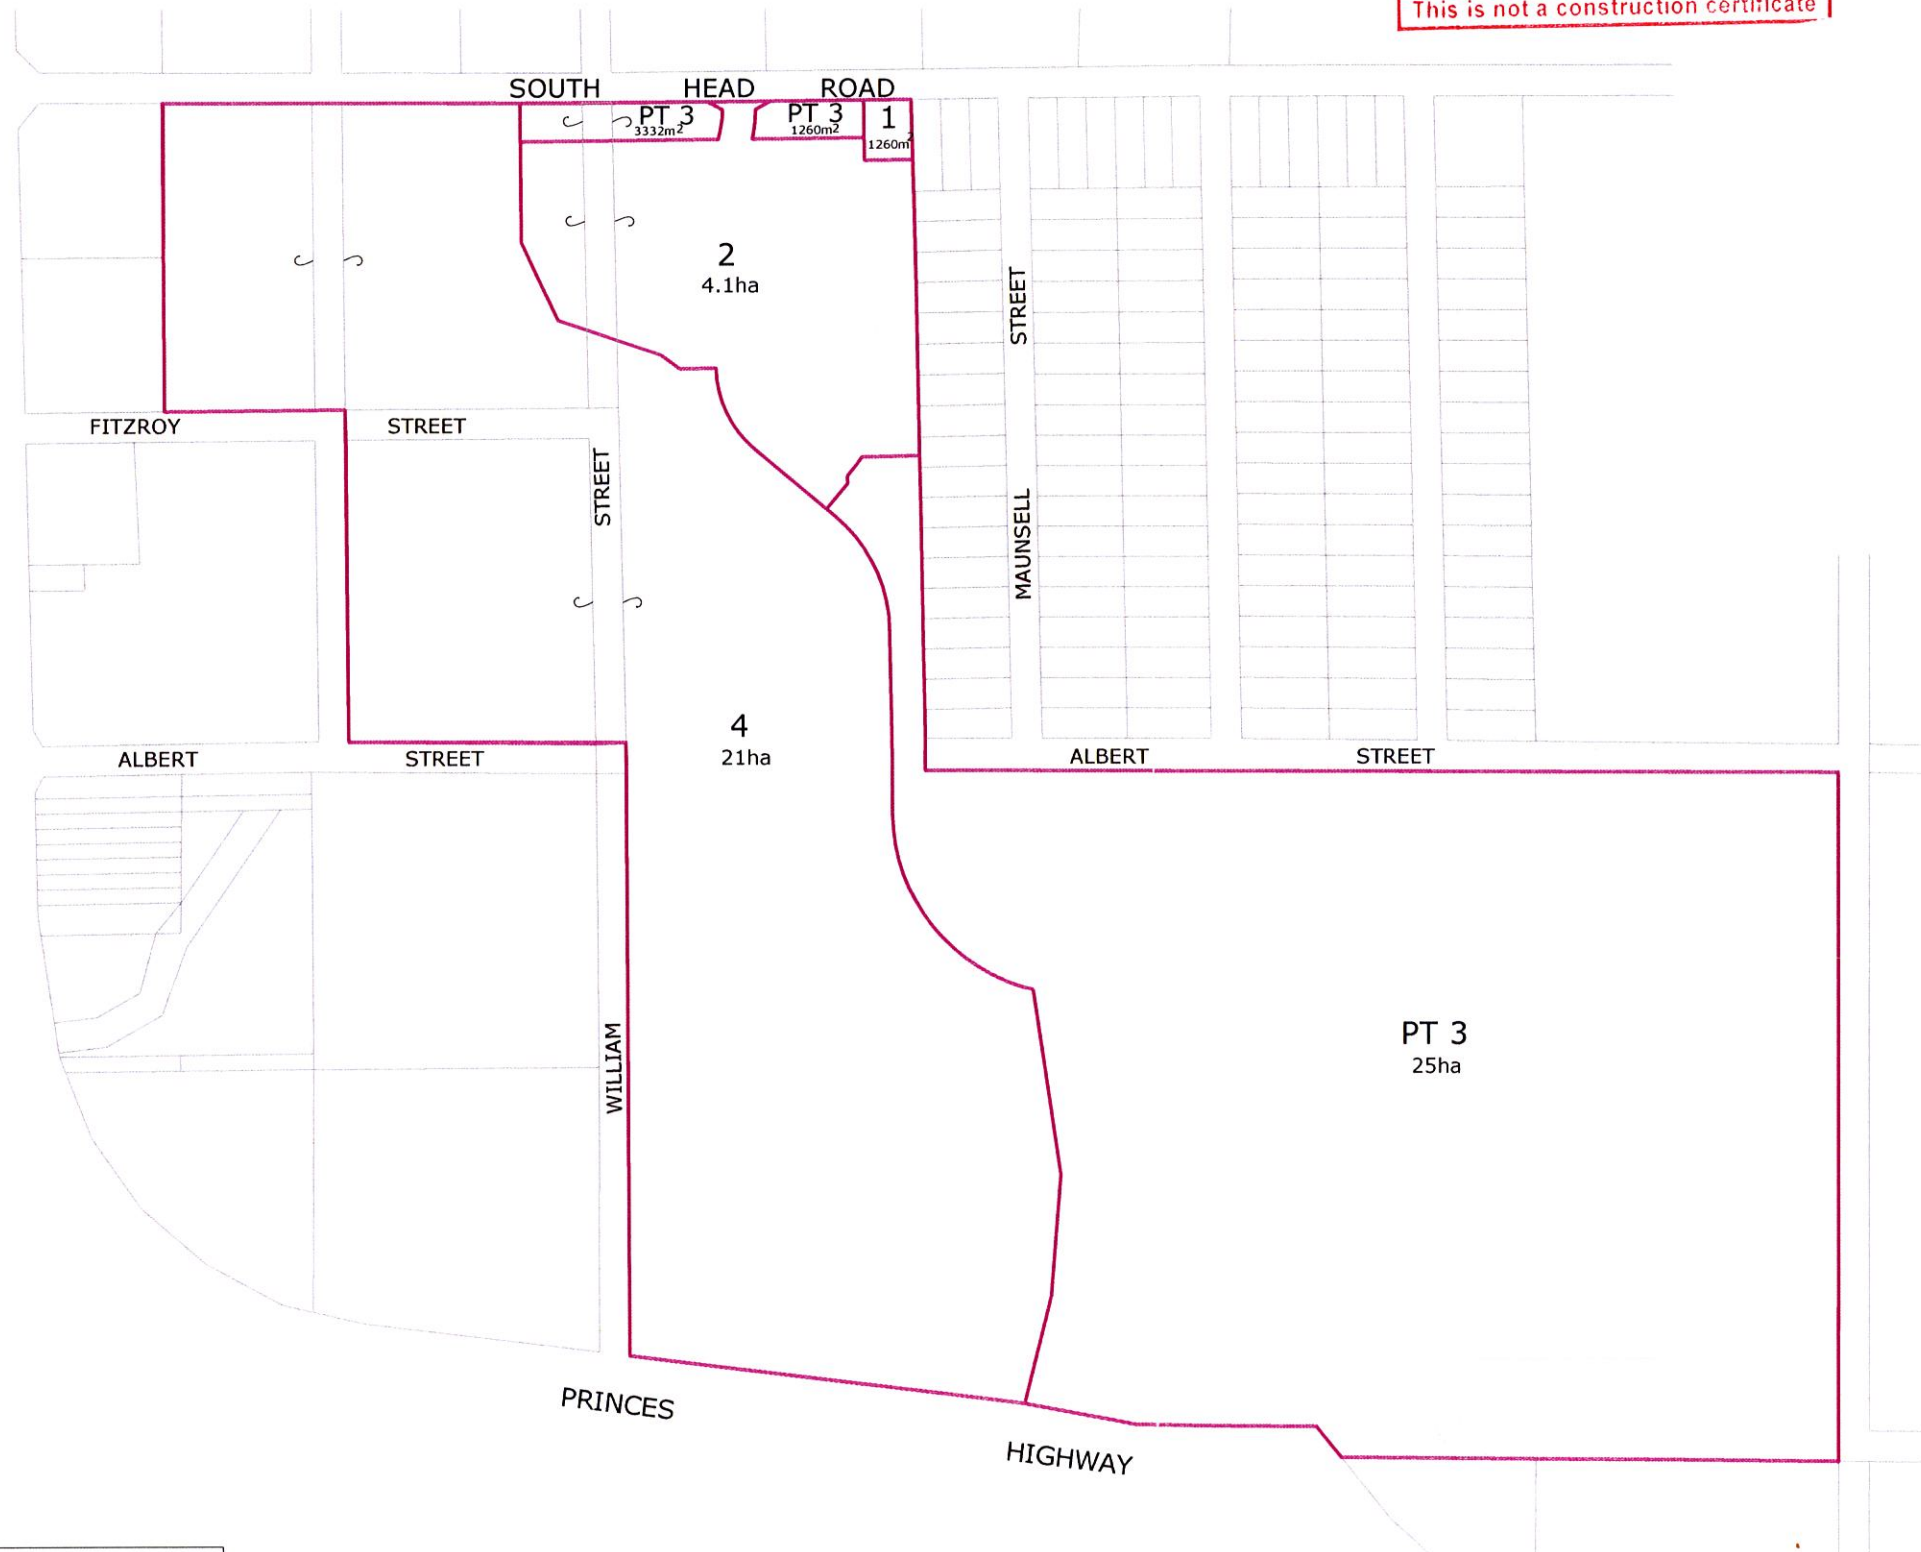 This is not a construction certificate
SOUTH HEAD ROAD
PT 3
3332m²
PT 3
1260m²
1
1260m²
2
4.1ha
STREET
MAUNSELL
FITZROY STREET
STREET
WILLIAM
4
21ha
ALBERT STREET
ALBERT STREET
PT 3
25ha
PRINCES
HIGHWAY